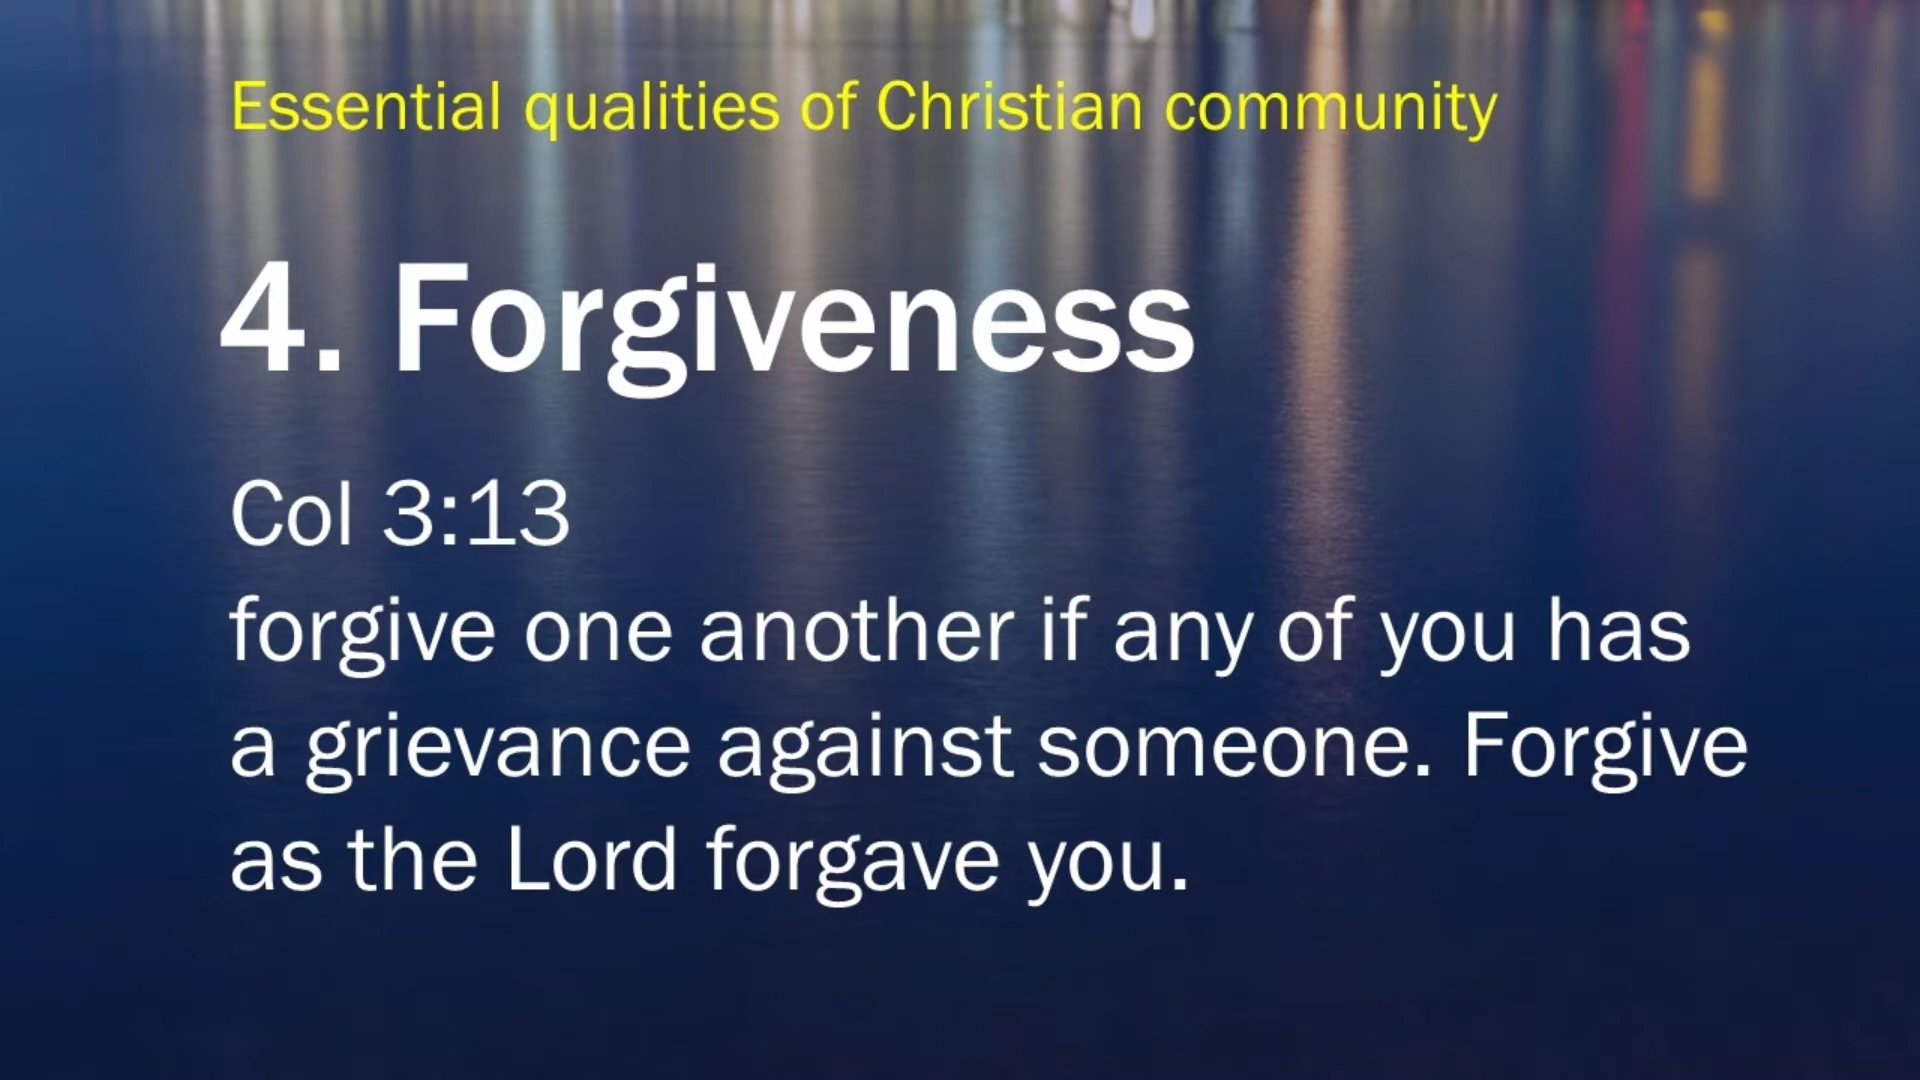 Essential qualities of Christian community
4. Forgiveness
Col 3:13
forgive one another if any of you has
a grievance against someone. Forgive
as the Lord forgave you.